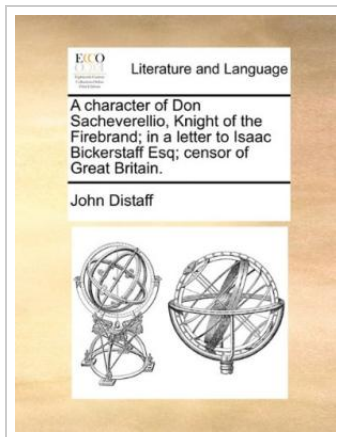 ECCO
Literature and Language
A character of Don
Sacheverellio, Knight of the
Firebrand; in a letter to Isaac
Bickerstaff Esq; censor of
Great Britain.
John Distaff